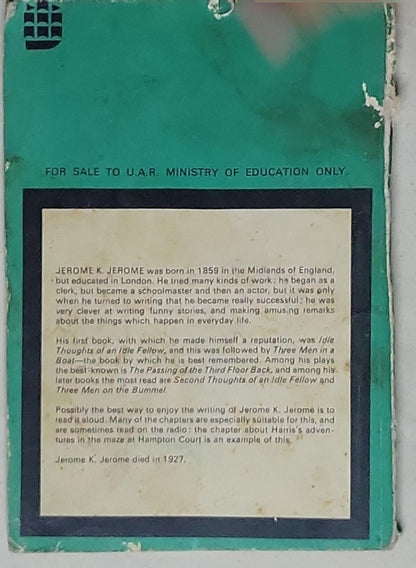 FOR SALE TO U.A.R. MINISTRY OF EDUCATION ONLY.
JEROME K. JEROME was born in 1859 in the Midlands of England,
but educated in London. He tried many kinds of work: he began as a
clerk, but became a schoolmaster and then an actor, but it was only
when he turned to writing that he became really successful; he was
very clever at writing funny stories, and making amusing remarks
about the things which happen in everyday life.
His first book, with which he made himself a reputation, was Idle
Thoughts of an Idle Fellow, and this was followed by Three Men in a
Boat—the book by which he is best remembered. Among his plays
the best-known is The Passing of the Third Floor Back, and among his
later books the most read are Second Thoughts of an Idle Fellow and
Three Men on the Bummel.
Possibly the best way to enjoy the writing of Jerome K. Jerome is to
read it aloud. Many of the chapters are especially suitable for this, and
are sometimes read on the radio: the chapter about Harris's adven-
tures in the maze at Hampton Court is an example of this.
Jerome K. Jerome died in 1927.